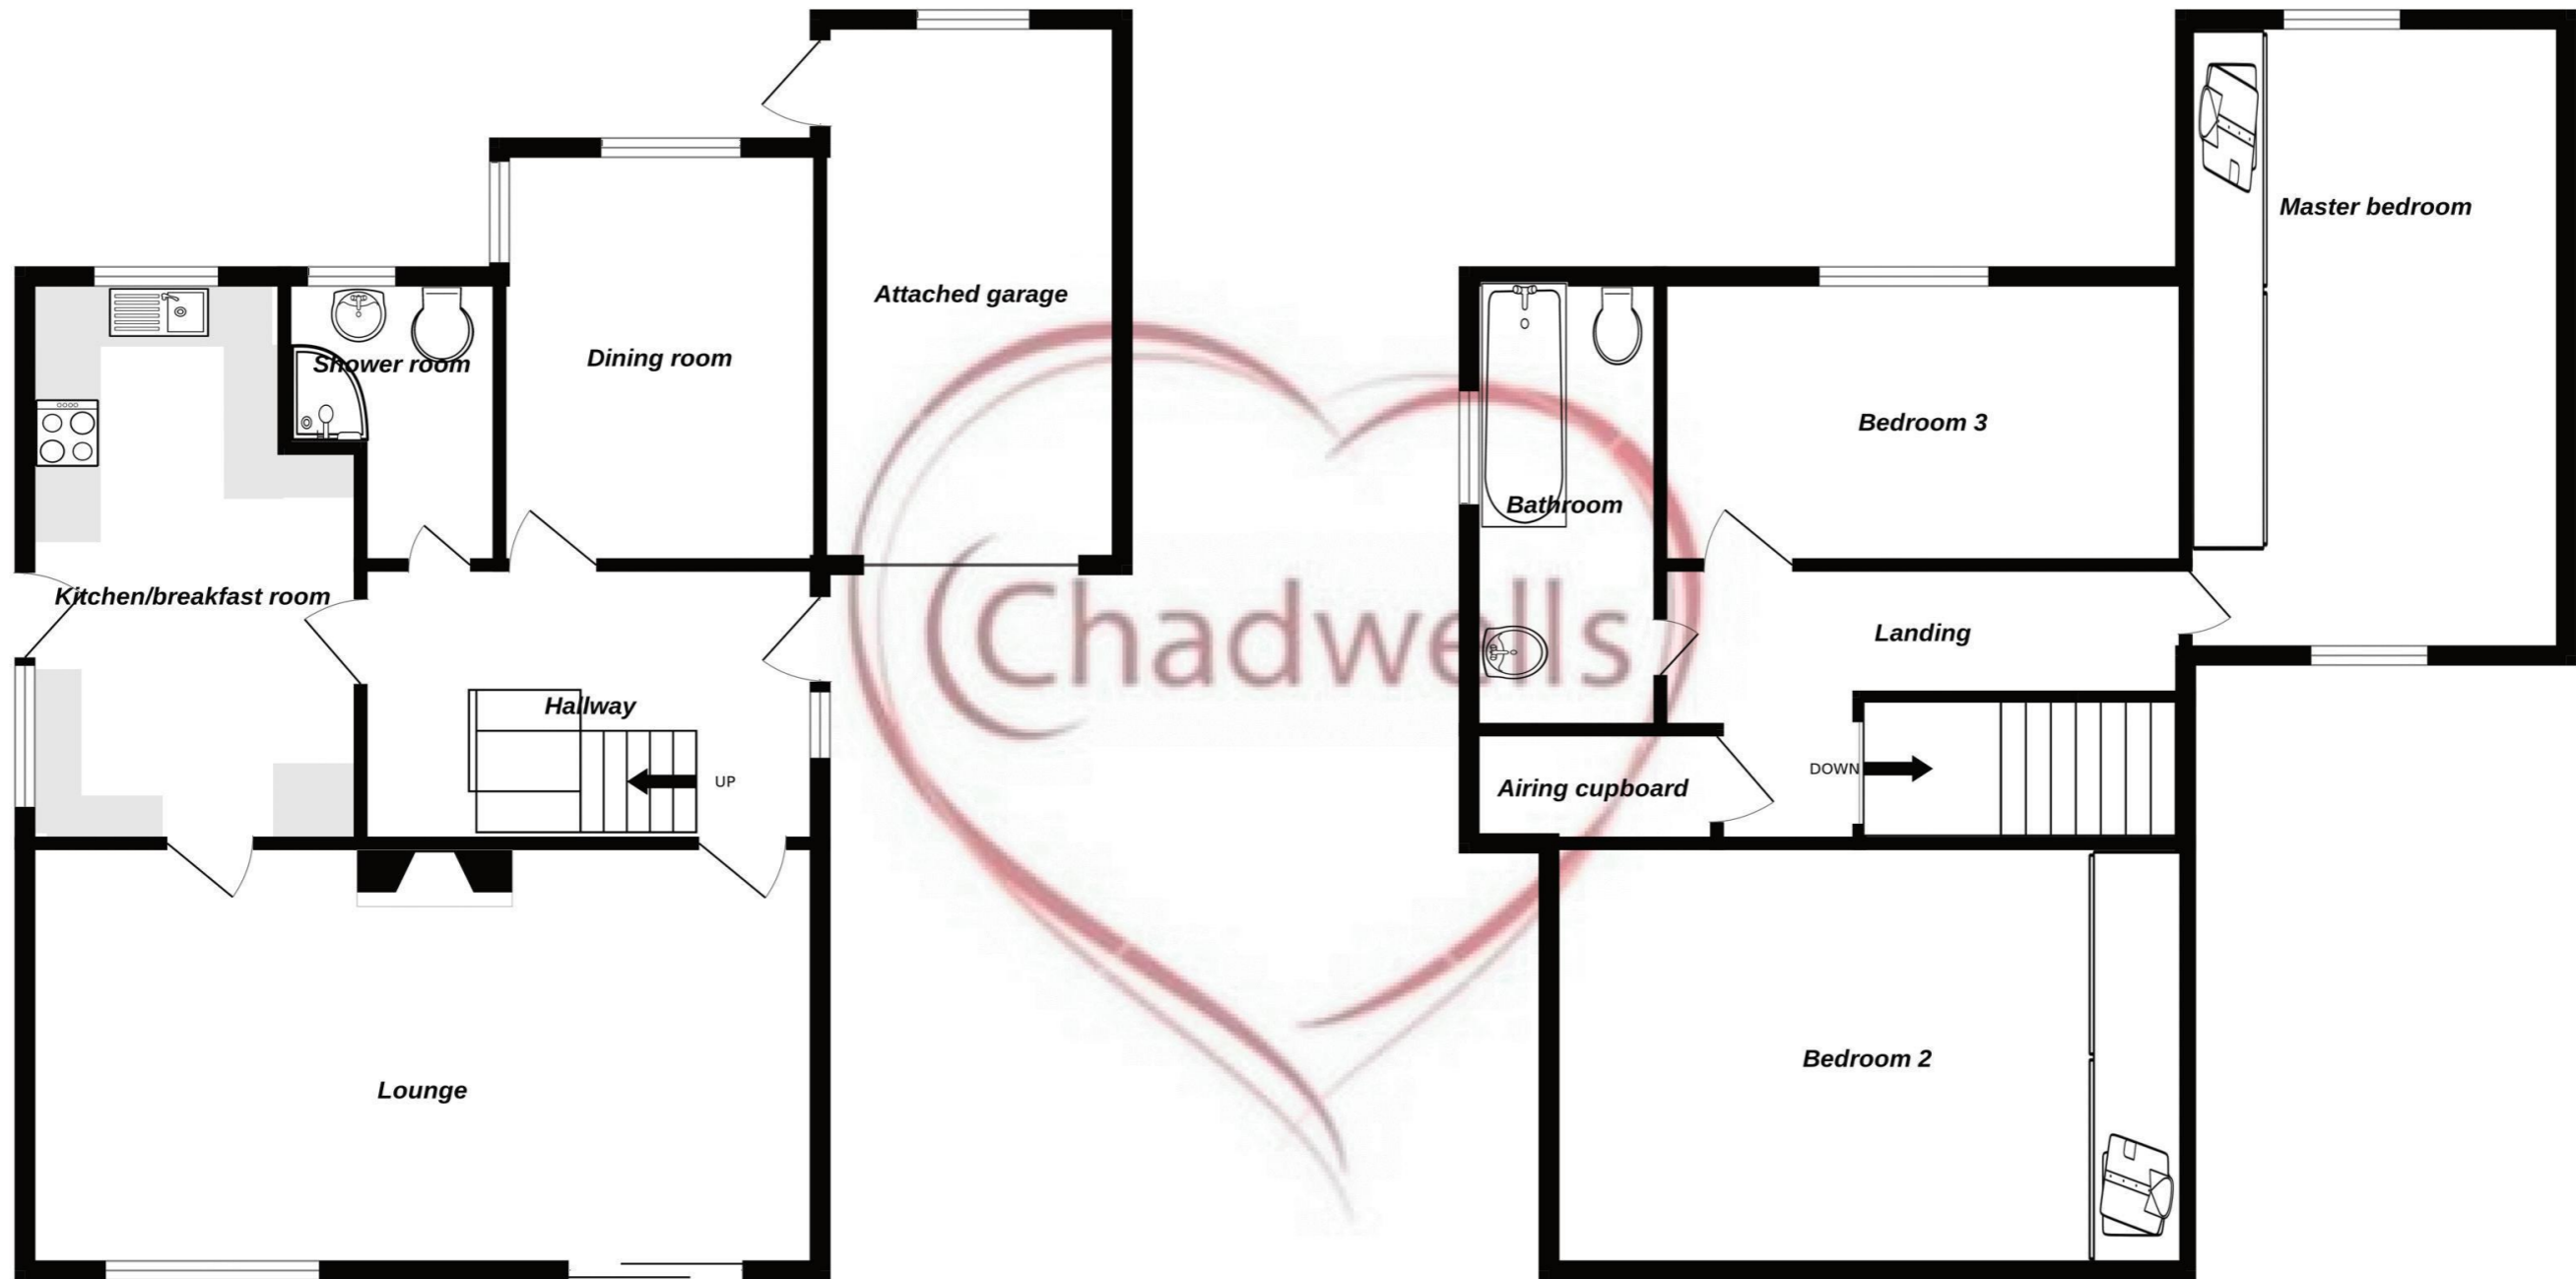 Attached garage
Dining room
Shower room
Kitchen/breakfast room
Hallway
UP
Lounge
Chadwells
Master bedroom
Bedroom 3
Bathroom
Landing
Airing cupboard
DOWN
Bedroom 2